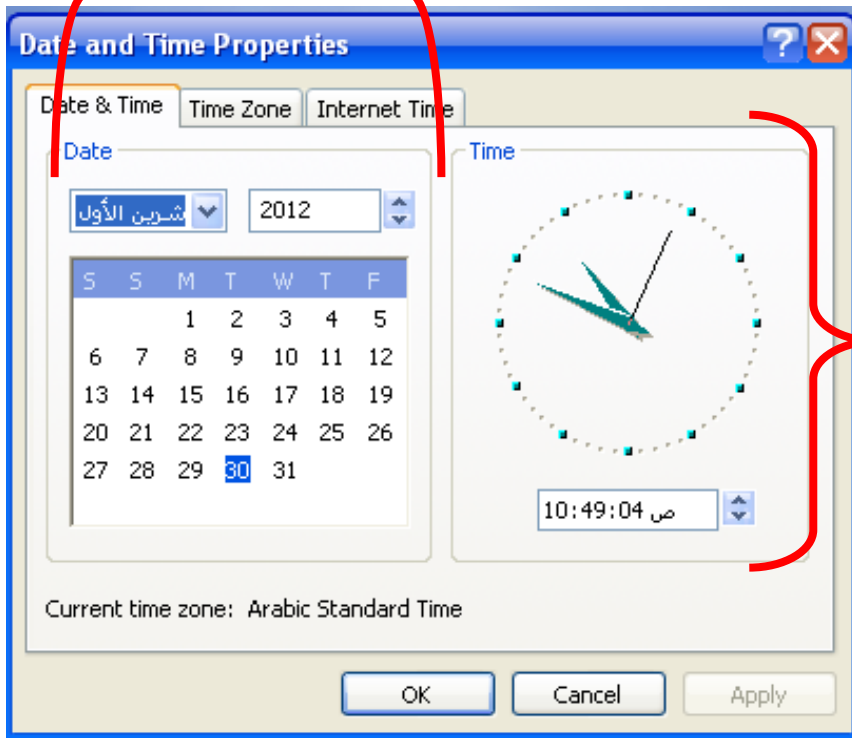 Date and Time Properties
Date & Time Time Zone Internet Time
Date
Time
شرين الأول 2012
S S M T W T F
1 2 3 4 5
6 7 8 9 10 11 12
13 14 15 16 17 18 19
20 21 22 23 24 25 26
27 28 29 30 31
10:49:04 ص
Current time zone: Arabic Standard Time
OK Cancel Apply